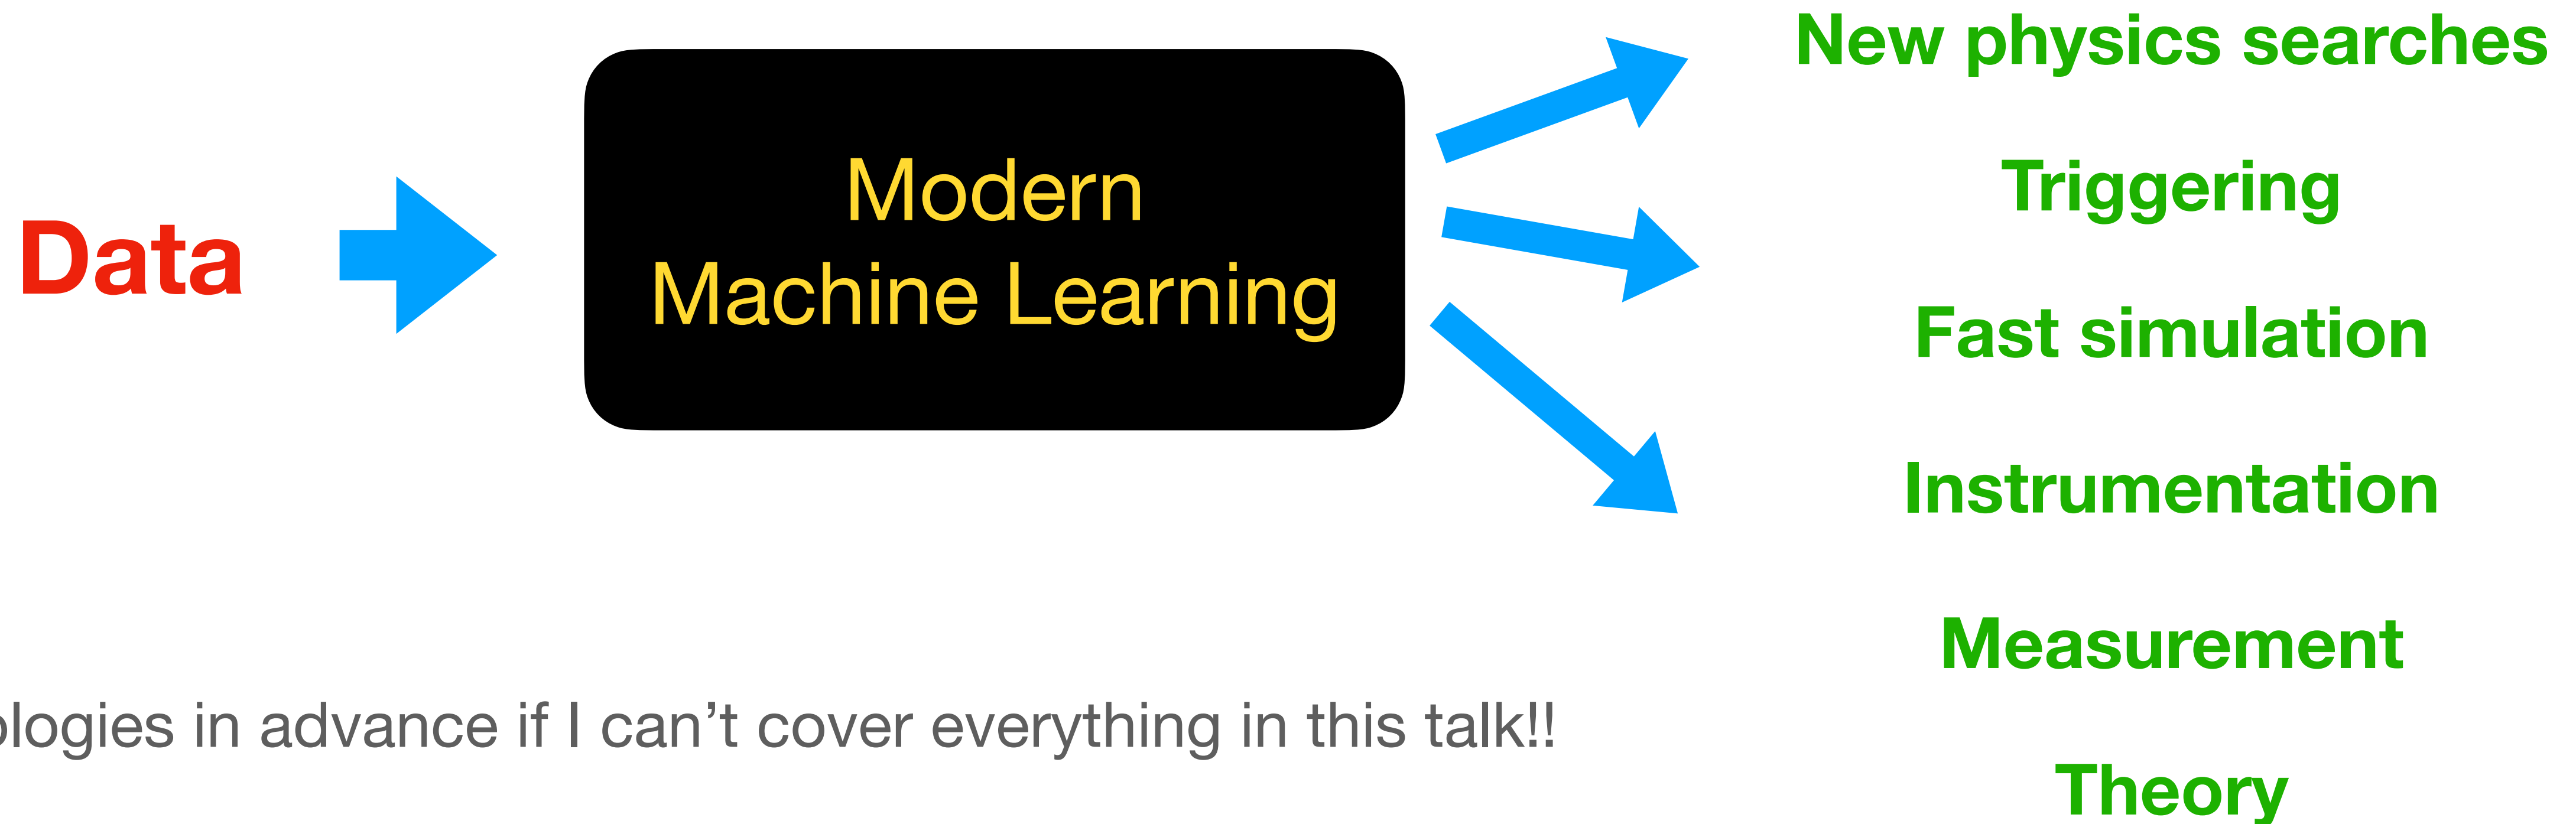 Data
Modern
Machine Learning
New physics searches
Triggering
Fast simulation
Instrumentation
Measurement
Theory
in advance if I can’t cover everything in this talk!!